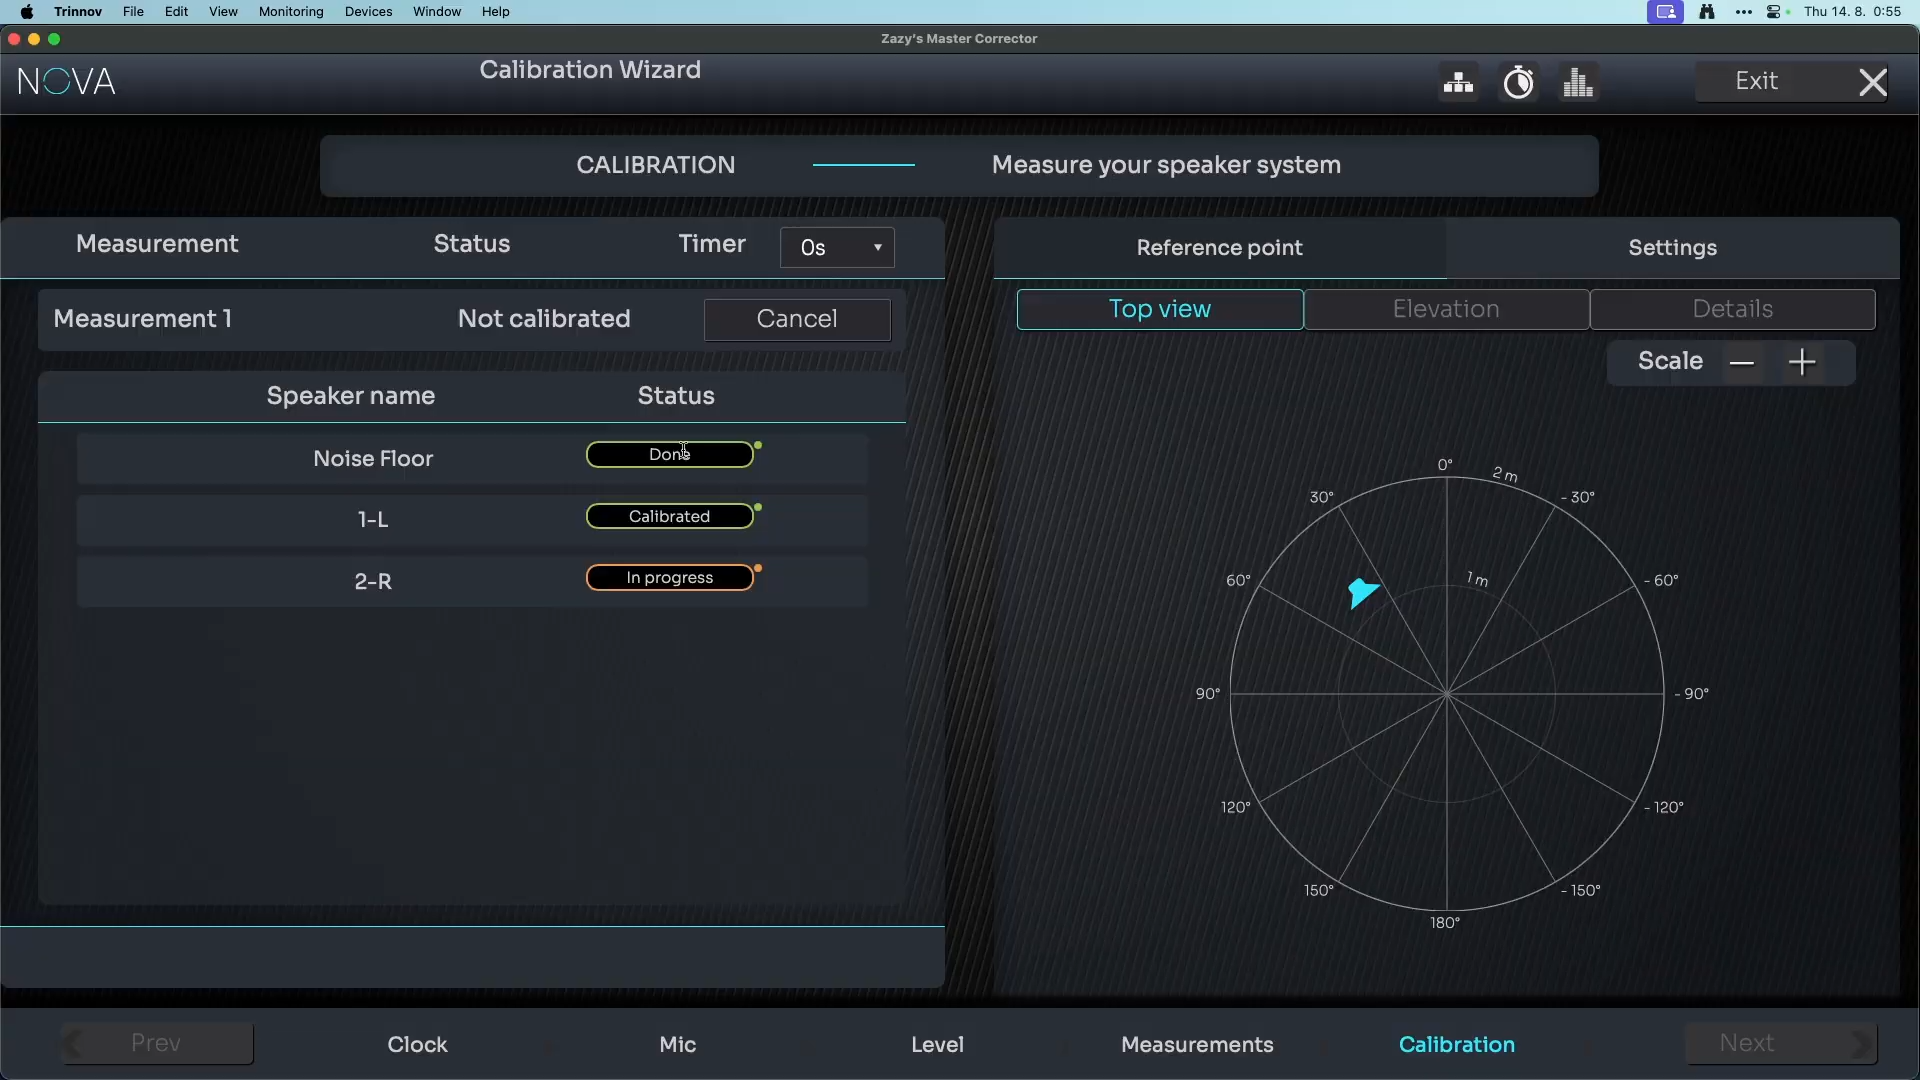 Trinnov File Edit View Monitoring Devices Window Help
Thu 14. 8. 0:55
Zazy's Master Corrector
NOVA
Calibration Wizard
Exit
CALIBRATION
Measure your speaker system
Measurement
Status
Timer
0s
Measurement 1
Not calibrated
Cancel
Speaker name
Status
Noise Floor
Done
1-L
Calibrated
2-R
In progress
Reference point
Settings
Top view
Elevation
Details
Scale
0°
2 m
30°
- 30°
1 m
60°
- 60°
90°
- 90°
120°
- 120°
150°
- 150°
180°
Prev
Clock
Mic
Level
Measurements
Calibration
Next